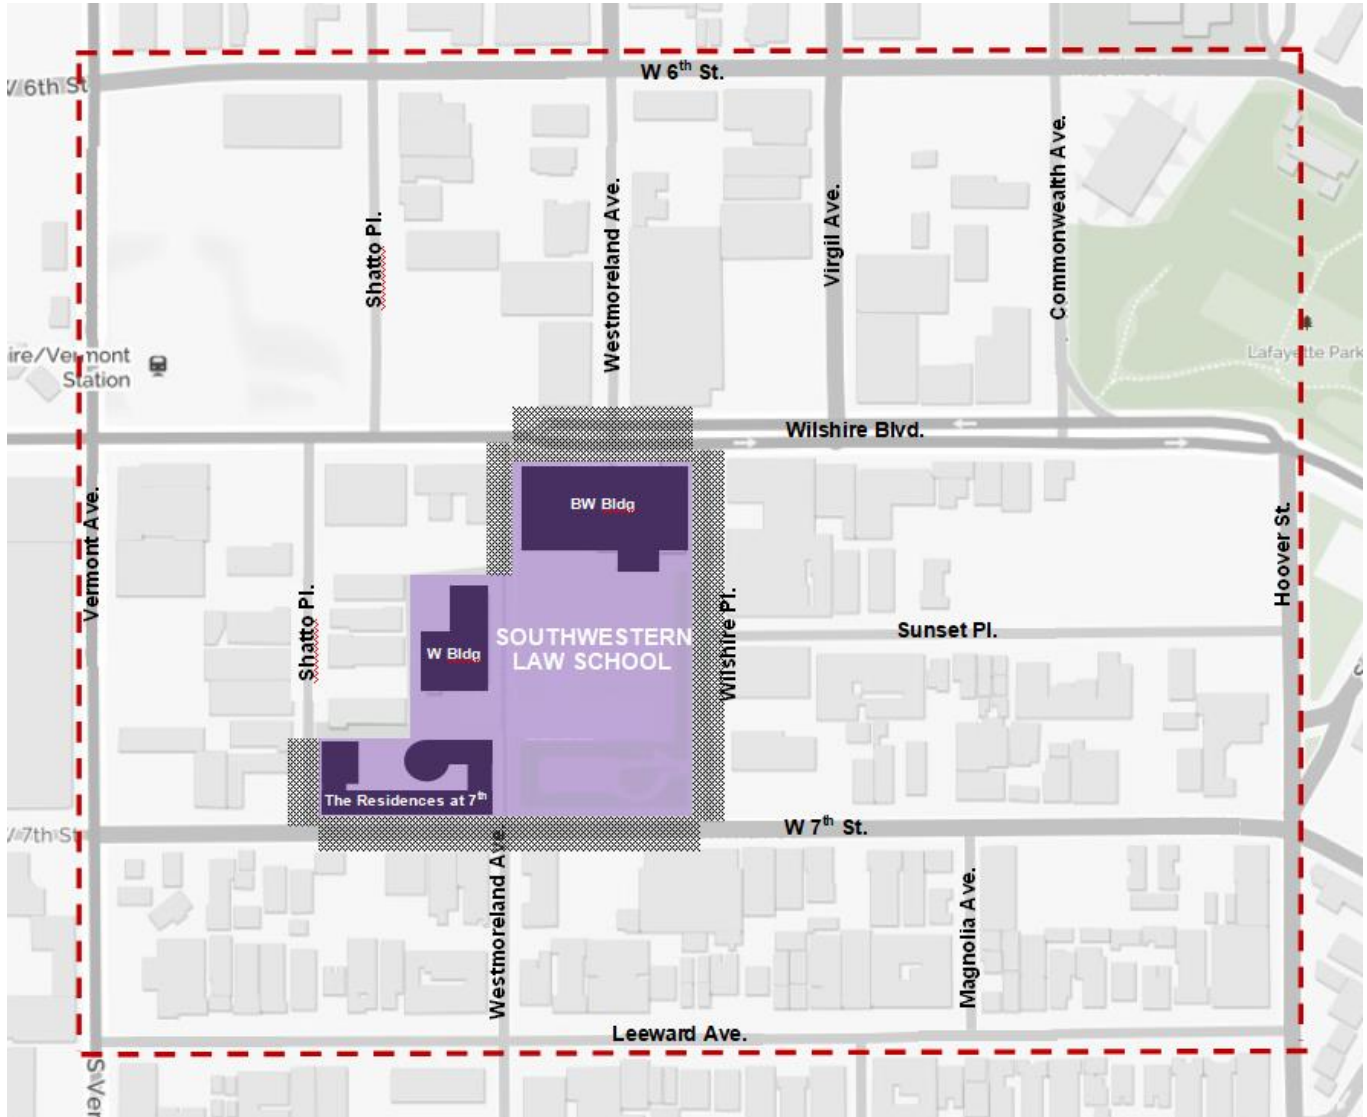 W 6th St.
W 6th St
Commonwealth Ave.
Westmoreland Ave.
Virgil Ave.
Shatto Pl.
ire/Vermont
Station
Lafayette Park
Wilshire Blvd.
BW Bldg
Vermont Ave.
Hoover St.
Shatto Pl.
Wilshire Pl.
Sunset Pl.
SOUTHWESTERN
LAW SCHOOL
W Bldg
The Residences at 7th
W 7th St.
W 7th St
Westmoreland Ave.
Magnolia Ave.
Leeward Ave.
S Ver